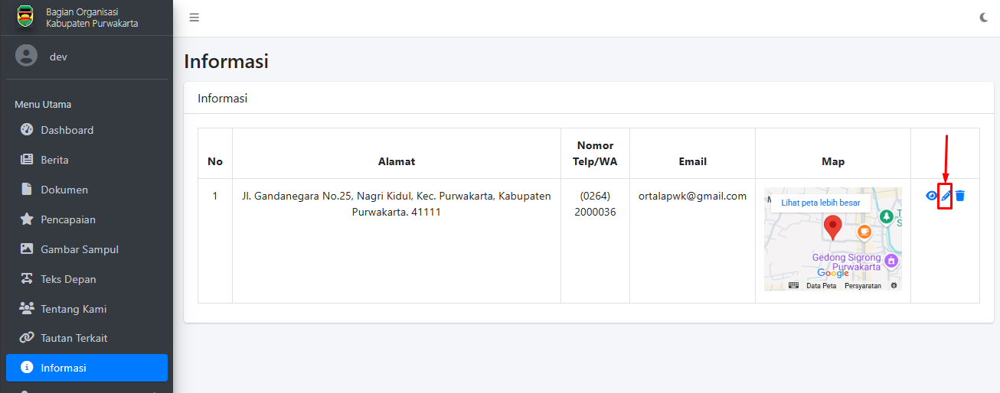 Bagian Organisasi
Kabupaten Purwakarta
dev
Menu Utama
Dashboard
Berita
Dokumen
Pencapaian
Gambar Sampul
Teks Depan
Tentang Kami
Tautan Terkait
Informasi
Informasi
Informasi
No
Alamat
Nomor
Telp/WA
Email
Map
1
Jl. Gandanegara No.25, Nagri Kidul, Kec. Purwakarta, Kabupaten
Purwakarta. 41111
(0264)
2000036
ortalapwk@gmail.com
Lihat peta lebih besar
Gedong Sigrong
Purwakarta
Google
Data Peta
Persyaratan